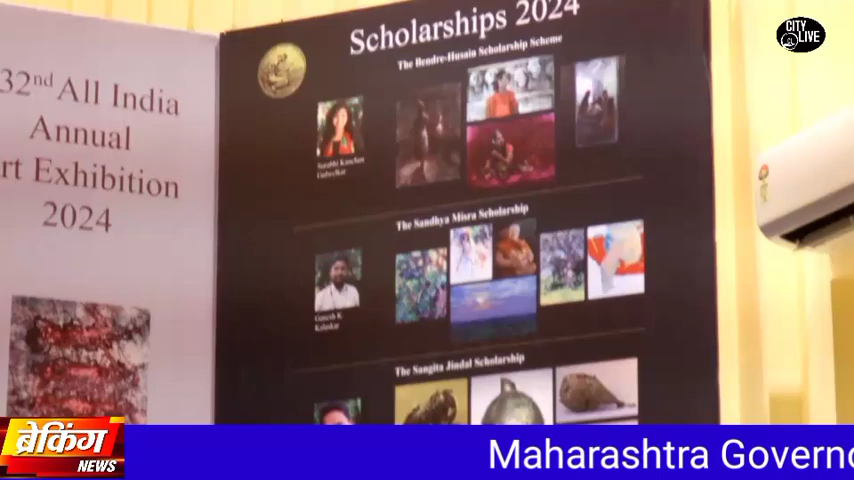 CITY
LIVE
Scholarships 2024
The Bendre-Husain Scholarship Scheme
32nd All India
Annual
rt Exhibition
2024
The Sandhya Misra Scholarship
Ganesh K.
The Sangita Jindal Scholarship
ब्रेकिंग
NEWS
Maharashtra Governo